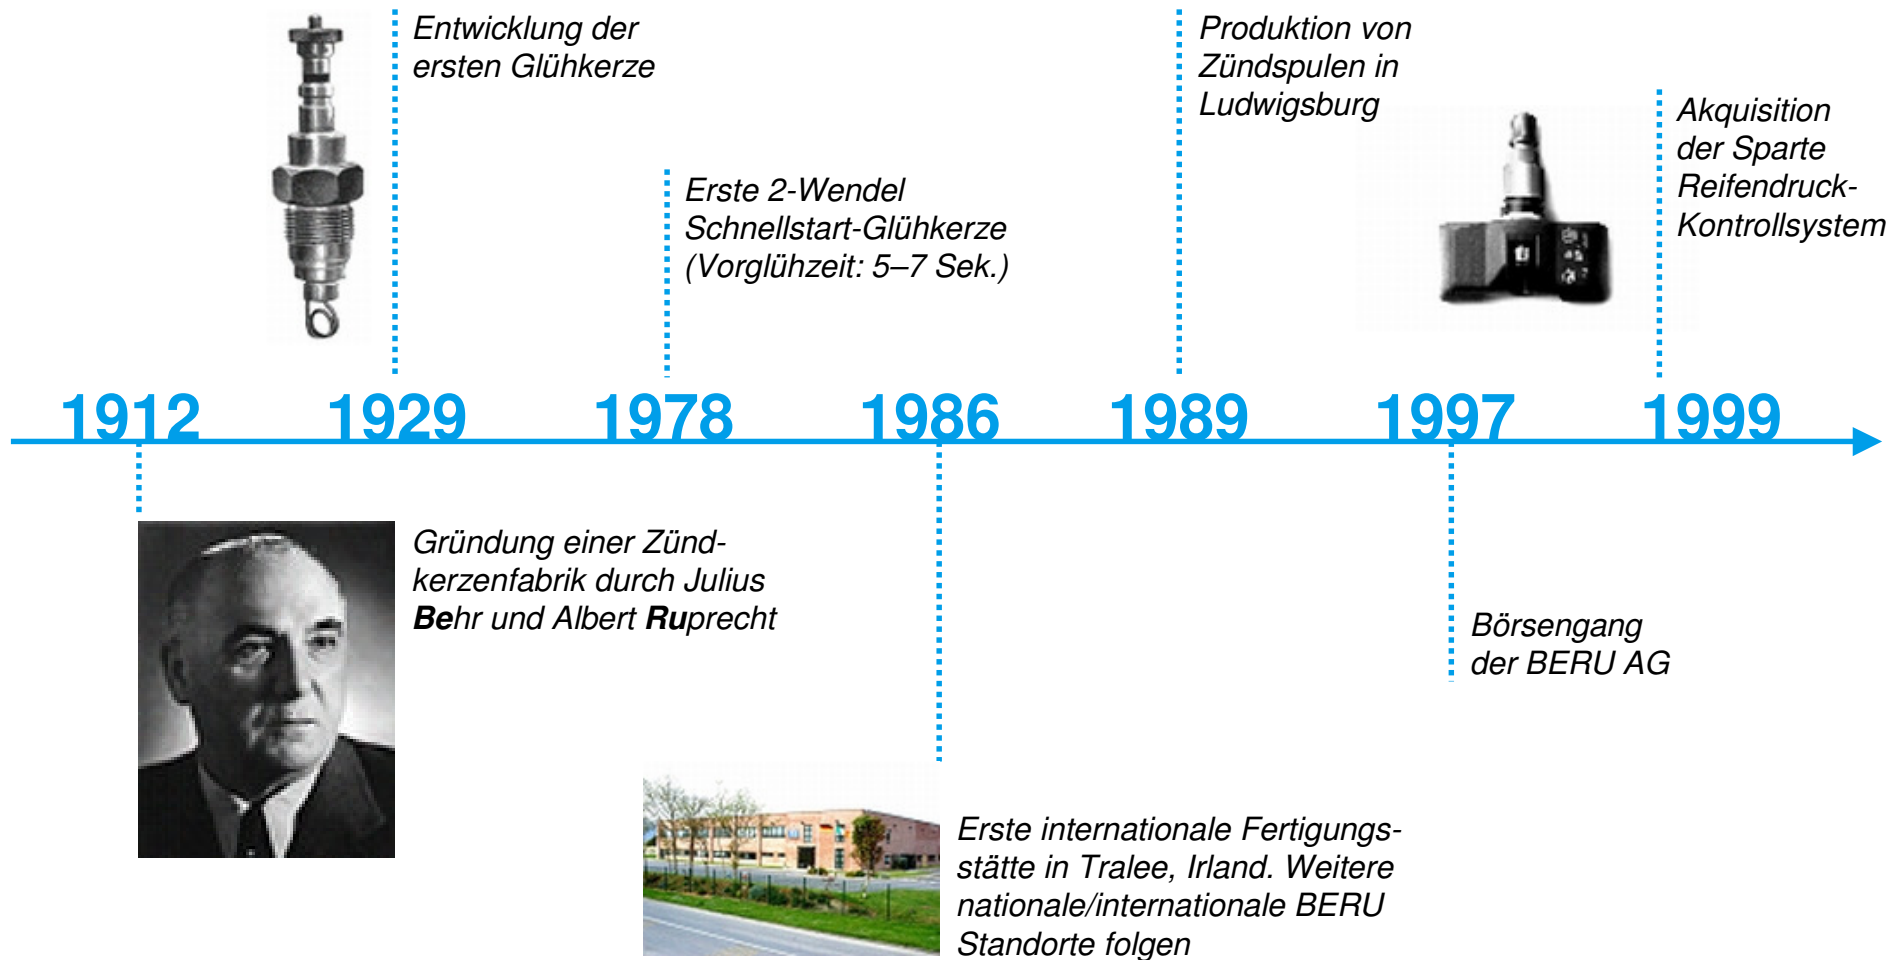 Entwicklung der
ersten Glühkerze
Produktion von
Zündspulen in
Ludwigsburg
Akquisition
der Sparte
Reifendruck-
Kontrollsystem
Erste 2-Wendel
Schnellstart-Glühkerze
(Vorglühzeit: 5–7 Sek.)
1912 1929 1978 1986 1989 1997 1999
Gründung einer Zünd-
kerzenfabrik durch Julius
Behr und Albert Ruprecht
Börsengang
der BERU AG
Erste internationale Fertigungs-
stätte in Tralee, Irland. Weitere
nationale/internationale BERU
Standorte folgen